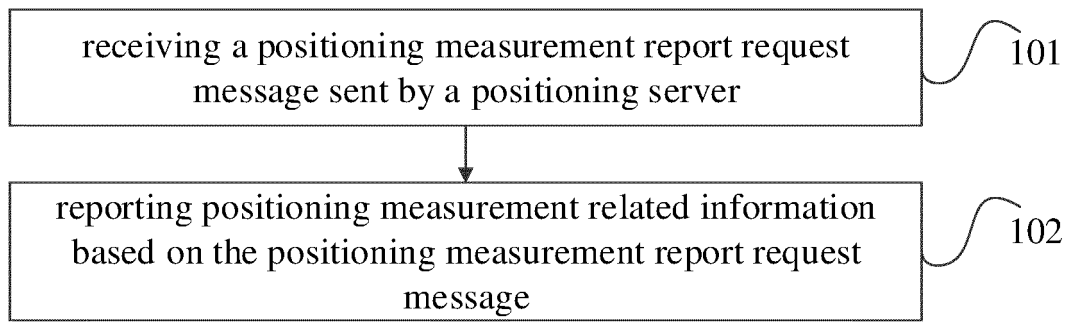 receiving a positioning measurement report request
message sent by a positioning server
101
reporting positioning measurement related information
based on the positioning measurement report request
message
102